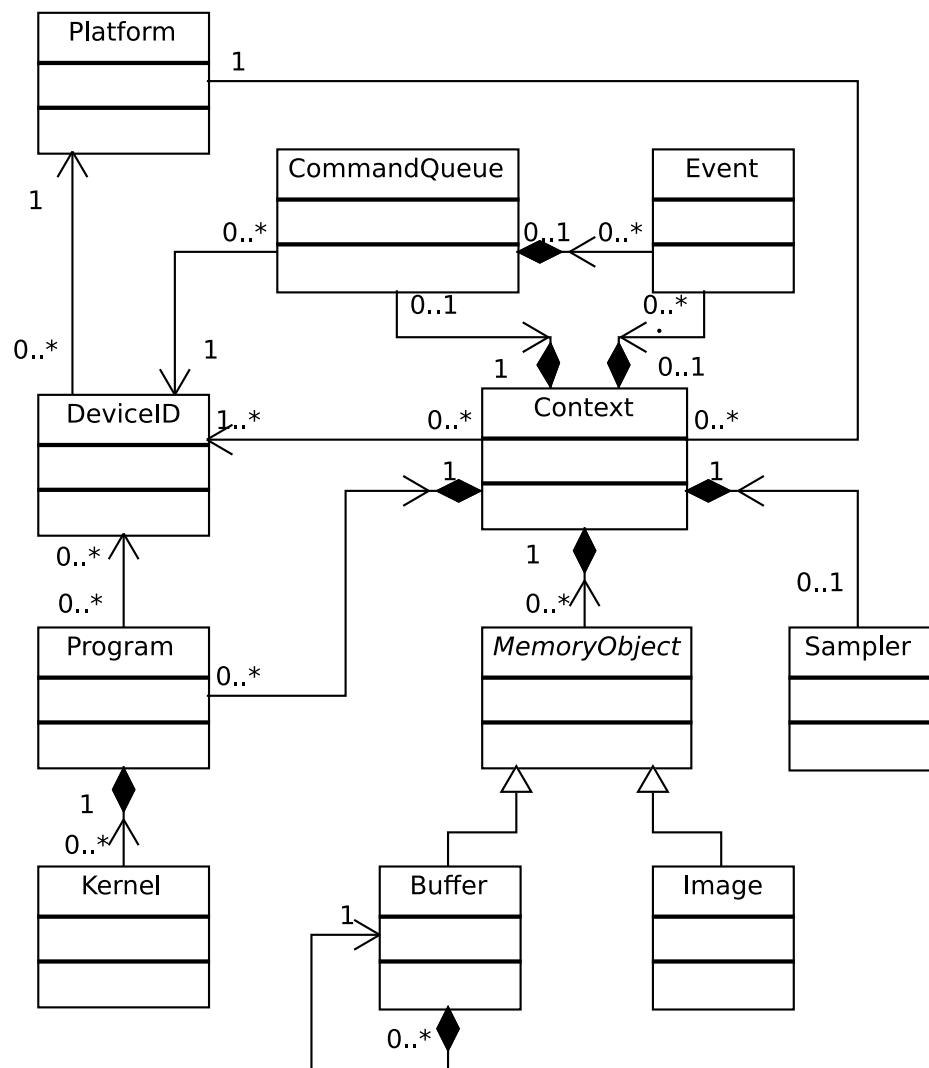 Platform
1
CommandQueue
Event
1
0..*
0..1
0..*
0..1
0..*
.
0..*
1
1
0..1
DeviceID
Context
1..*
0..*
0..*
1
1
0..*
1
0..*
0..*
0..1
Program
MemoryObject
Sampler
0..*
1
0..*
Kernel
Buffer
Image
1
0..*